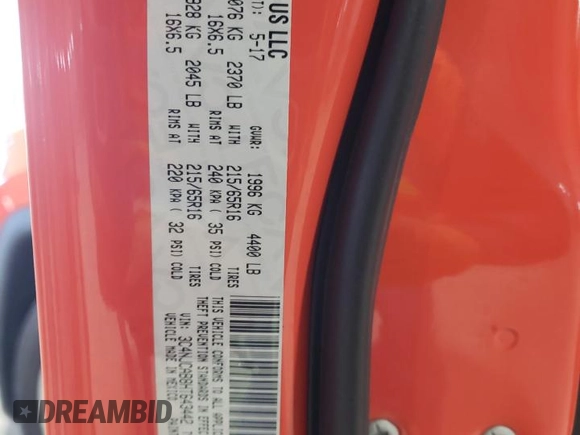 US LLC
T): 5-17
GVWR: 1996 KG 4400 LB
076 KG 2370 LB WITH 215/65R16 TIRES
16X6.5 RIMS AT 240 KPA ( 35 PSI) COLD
928 KG 2045 LB WITH 215/65R16 TIRES
16X6.5 RIMS AT 220 KPA ( 32 PSI) COLD
THIS VEHICLE CONFORMS TO ALL
THEFT PREVENTION STANDARDS IN
VIN: 3C4NJCABBHT649442
VEHICLE MADE IN MEXICO
DREAMBID